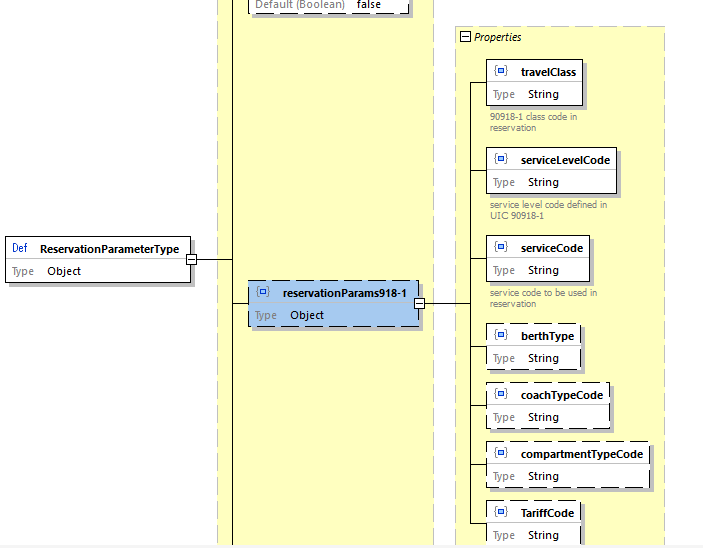 Default (Boolean) false
Properties
travelClass
Type String
90918-1 class code in
reservation
serviceLevelCode
Type String
service level code defined in
UIC 90918-1
Def ReservationParameterType
Type Object
serviceCode
Type String
service code to be used in
reservation
reservationParams918-1
Type Object
berthType
Type String
coachTypeCode
Type String
compartmentTypeCode
Type String
TariffCode
Type String